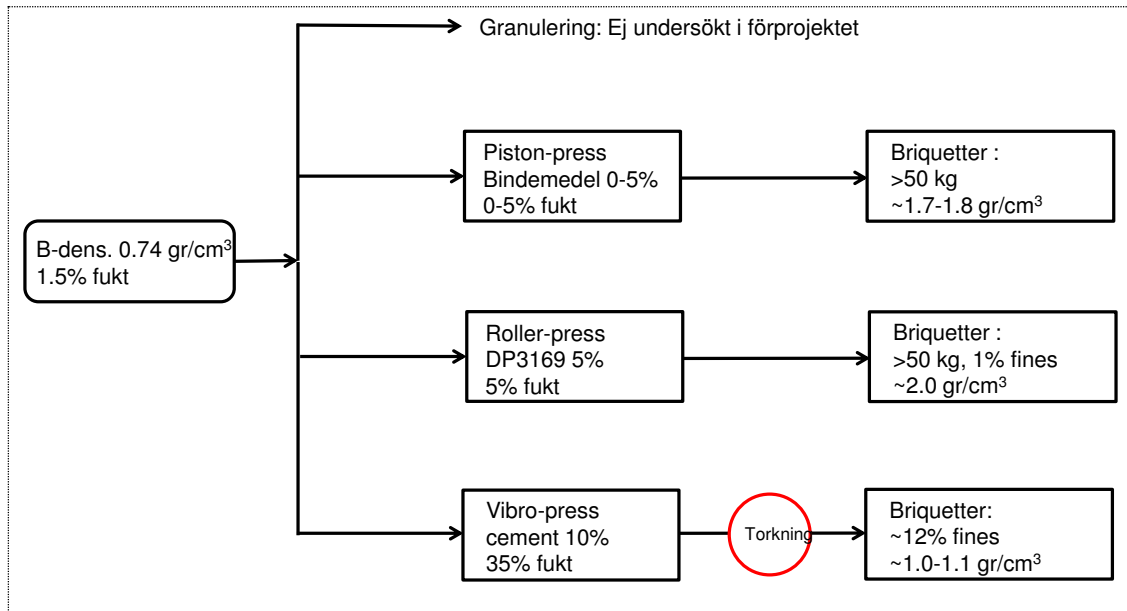 Granulering: Ej undersökt i förprojektet
Piston-press
Bindemedel 0-5%
0-5% fukt
Briquetter :
>50 kg
~1.7-1.8 gr/cm³
B-dens. 0.74 gr/cm³
1.5% fukt
Roller-press
DP3169 5%
5% fukt
Briquetter :
>50 kg, 1% fines
~2.0 gr/cm³
Vibro-press
cement 10%
35% fukt
Torkning
Briquetter:
~12% fines
~1.0-1.1 gr/cm³